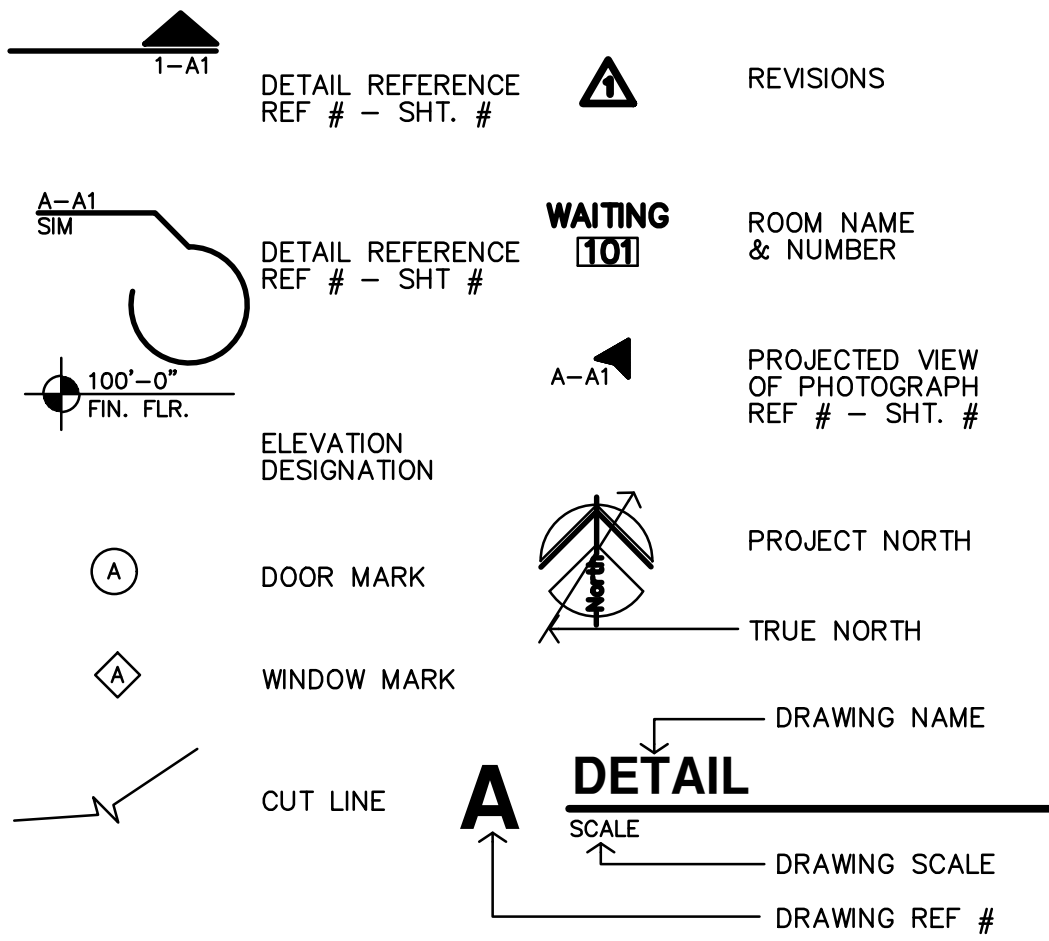 1-A1
DETAIL REFERENCE
REF # - SHT. #
A-A1
SIM
DETAIL REFERENCE
REF # - SHT #
100'-0"
FIN. FLR.
ELEVATION
DESIGNATION
A
DOOR MARK
A
WINDOW MARK
CUT LINE
1
REVISIONS
WAITING
101
ROOM NAME
& NUMBER
A-A1
PROJECTED VIEW
OF PHOTOGRAPH
REF # - SHT. #
North
PROJECT NORTH
TRUE NORTH
DRAWING NAME
A
DETAIL
SCALE
DRAWING SCALE
DRAWING REF #